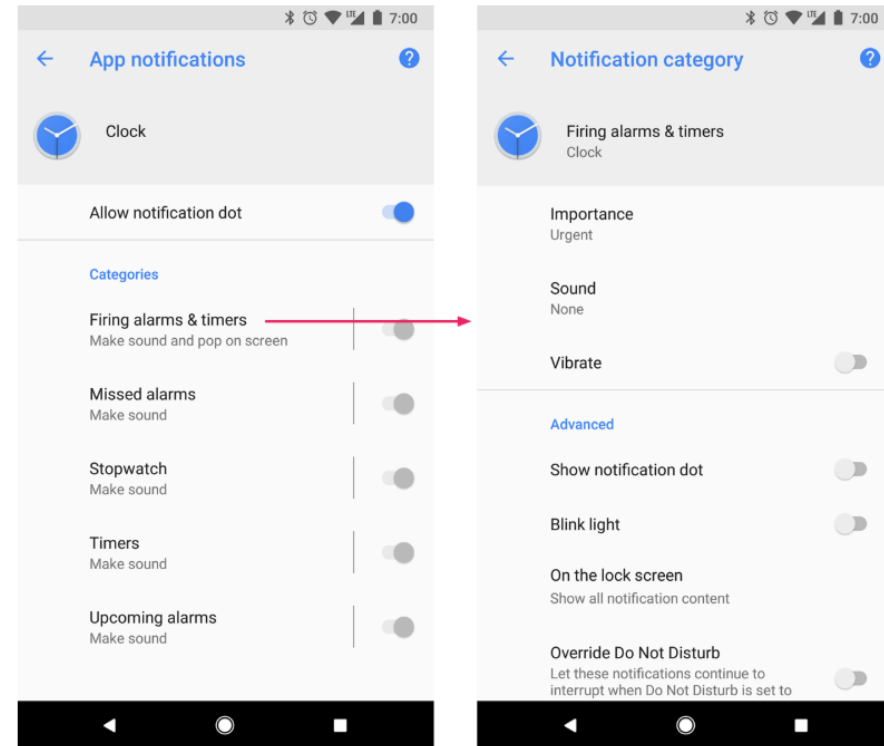 LTE 7:00
App notifications
Clock
Allow notification dot
Categories
Firing alarms & timers
Make sound and pop on screen
Missed alarms
Make sound
Stopwatch
Make sound
Timers
Make sound
Upcoming alarms
Make sound
LTE 7:00
Notification category
Firing alarms & timers
Clock
Importance
Urgent
Sound
None
Vibrate
Advanced
Show notification dot
Blink light
On the lock screen
Show all notification content
Override Do Not Disturb
Let these notifications continue to
interrupt when Do Not Disturb is set to